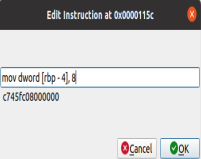 Edit Instruction at 0x0000115c
mov dword [rbp - 4], 8
c745fc08000000
Cancel OK